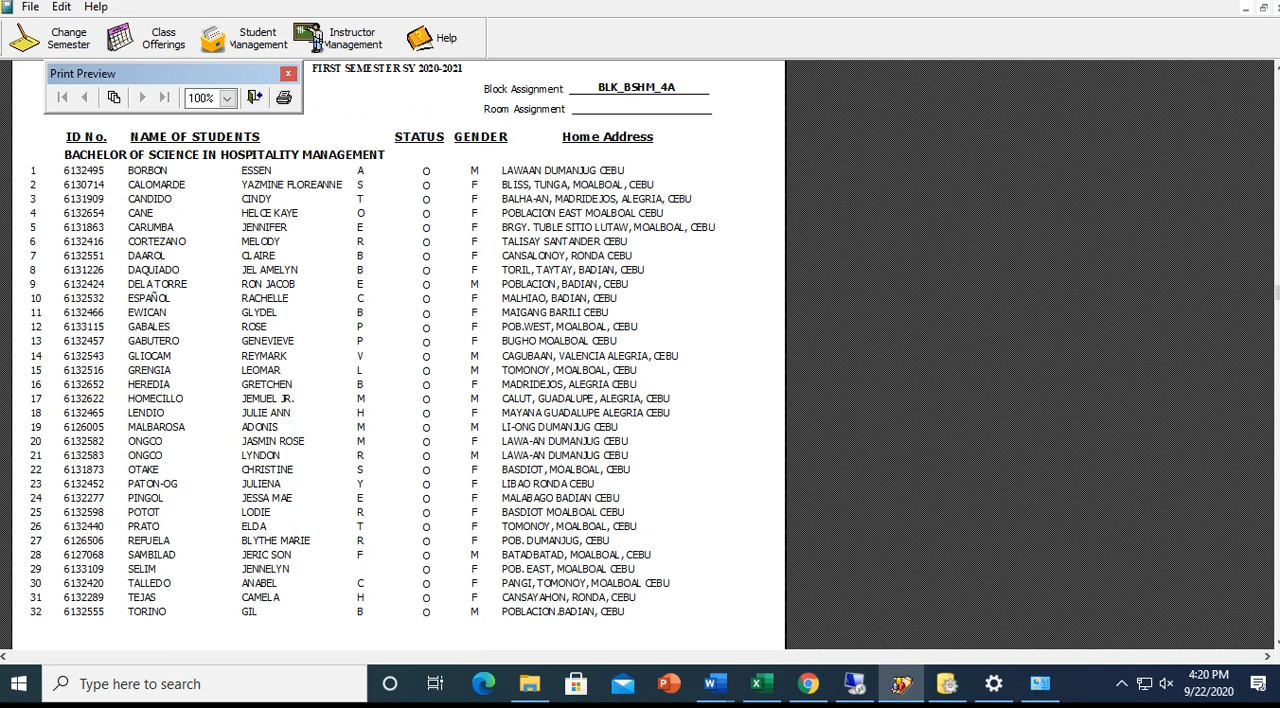 File Edit Help
Change Semester Class Offerings Student Management Instructor Management Help
FIRST SEMESTER SY 2020-2021
Print Preview
Block Assignment BLK_BSHM_4A
100%
Room Assignment
ID No. NAME OF STUDENTS STATUS GENDER Home Address
BACHELOR OF SCIENCE IN HOSPITALITY MANAGEMENT
1 6132495 BORBON ESSEN A O M LAWAAN DUMANJUG CEBU
2 6130714 CALOMARDE YAZMINE FLOREANNE S O F BLISS, TUNGA, MOALBOAL, CEBU
3 6131909 CANDIDO CINDY T O F BALHA-AN, MADRIDEJOS, ALEGRIA, CEBU
4 6132654 CANE HELCE KAYE O O F POBLACION EAST MOALBOAL CEBU
5 6131863 CARUMBA JENNIFER E O F BRGY. TUBLE SITIO LUTAW, MOALBOAL, CEBU
6 6132416 CORTEZANO MELODY R O F TALISAY SANTANDER CEBU
7 6132551 DAAROL CLAIRE B O F CANSALONOY, RONDA CEBU
8 6131226 DAQUIADO JEL AMELYN B O F TORIL, TAYTAY, BADIAN, CEBU
9 6132424 DELA TORRE RON JACOB E O M POBLACION, BADIAN, CEBU
10 6132532 ESPAÑOL RACHELLE C O F MALHIAO, BADIAN, CEBU
11 6132466 EWICAN GLYDEL B O F MAIGANG BARILI CEBU
12 6133115 GABALES ROSE P O F POB.WEST, MOALBOAL, CEBU
13 6132457 GABUTERO GENEVIEVE P O F BUGHO MOALBOAL CEBU
14 6132543 GLIOCAM REYMARK V O M CAGUBAAN, VALENCIA ALEGRIA, CEBU
15 6132516 GRENGIA LEOMAR L O M TOMONOY, MOALBOAL, CEBU
16 6132652 HEREDIA GRETCHEN B O F MADRIDEJOS, ALEGRIA CEBU
17 6132622 HOMECILLO JEMUEL JR. M O M CALUT, GUADALUPE, ALEGRIA, CEBU
18 6132465 LENDIO JULIE ANN H O F MAYANA GUADALUPE ALEGRIA CEBU
19 6126005 MALBAROSA ADONIS M O M LI-ONG DUMANJUG CEBU
20 6132582 ONGCO JASMIN ROSE M O F LAWA-AN DUMANJUG CEBU
21 6132583 ONGCO LYNDON R O M LAWA-AN DUMANJUG CEBU
22 6131873 OTAKE CHRISTINE S O F BASDIOT, MOALBOAL, CEBU
23 6132452 PATON-OG JULIENA Y O F LIBAO RONDA CEBU
24 6132277 PINGOL JESSA MAE E O F MALABAGO BADIAN CEBU
25 6132598 POTOT LODIE R O F BASDIOT MOALBOAL CEBU
26 6132440 PRATO ELDA T O F TOMONOY, MOALBOAL, CEBU
27 6126506 REFUELA BLYTHE MARIE R O F POB. DUMANJUG, CEBU
28 6127068 SAMBILAD JERIC SON F O M BATADBATAD, MOALBOAL, CEBU
29 6133109 SELIM JENNELYN O F POB. EAST, MOALBOAL CEBU
30 6132420 TALLEDO ANABEL C O F PANGI, TOMONOY, MOALBOAL CEBU
31 6132289 TEJAS CAMELA H O F CANSAYAHON, RONDA, CEBU
32 6132555 TORINO GIL B O M POBLACION.BADIAN, CEBU
Type here to search
4:20 PM
9/22/2020